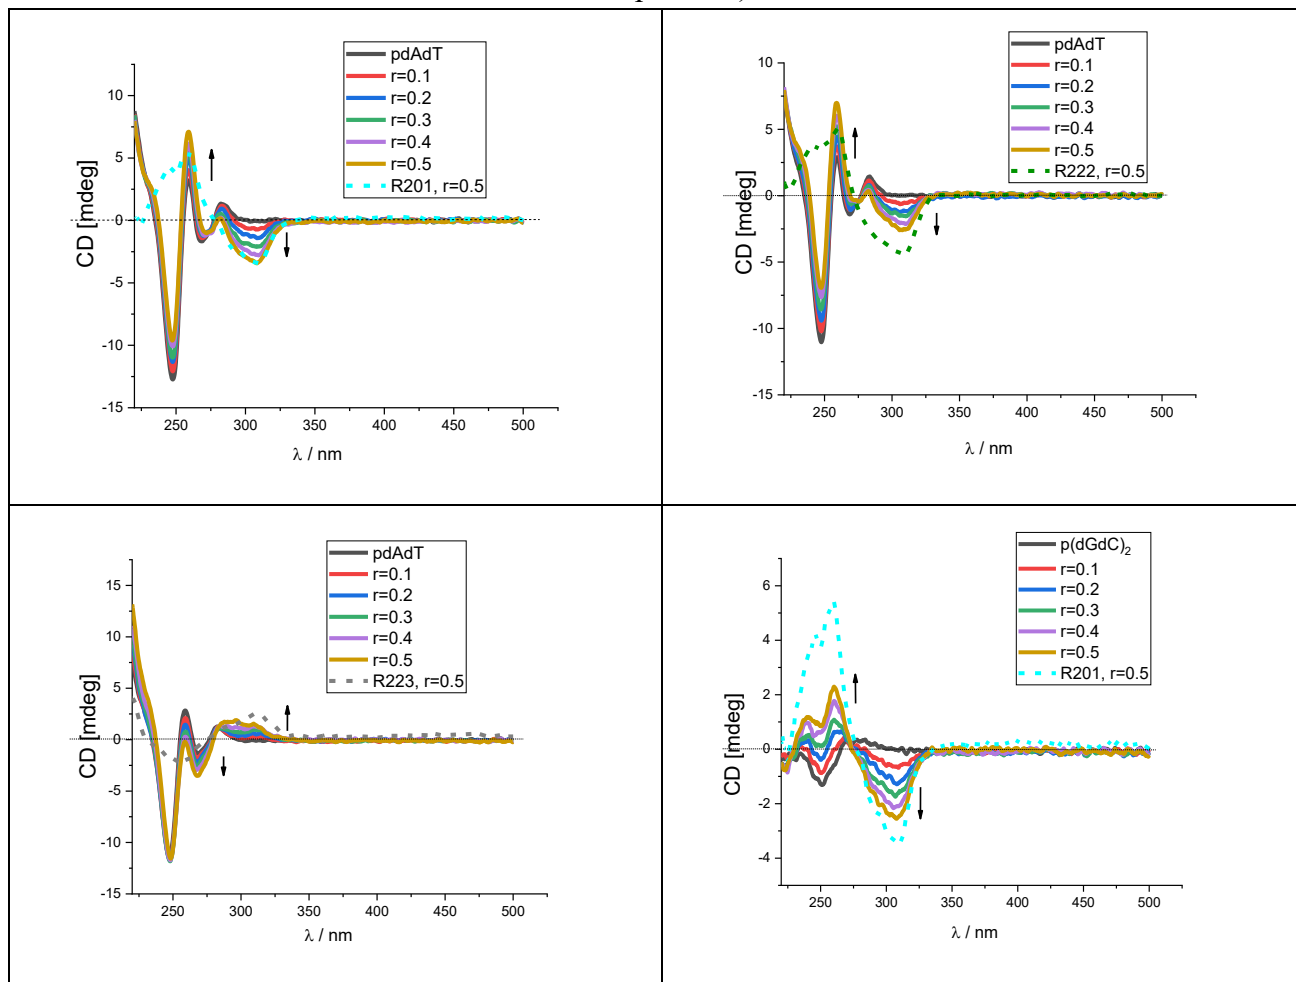 pdAdT
r=0.1
r=0.2
r=0.3
r=0.4
r=0.5
R201, r=0.5
CD [mdeg]
10
5
0
-5
-10
-15
250 300 350 400 450 500
λ / nm
pdAdT
r=0.1
r=0.2
r=0.3
r=0.4
r=0.5
R222, r=0.5
CD [mdeg]
10
5
0
-5
-10
-15
250 300 350 400 450 500
λ / nm
pdAdT
r=0.1
r=0.2
r=0.3
r=0.4
r=0.5
R223, r=0.5
CD [mdeg]
15
10
5
0
-5
-10
-15
250 300 350 400 450 500
λ / nm
p(dGdC)₂
r=0.1
r=0.2
r=0.3
r=0.4
r=0.5
R201, r=0.5
CD [mdeg]
6
4
2
0
-2
-4
250 300 350 400 450 500
λ / nm